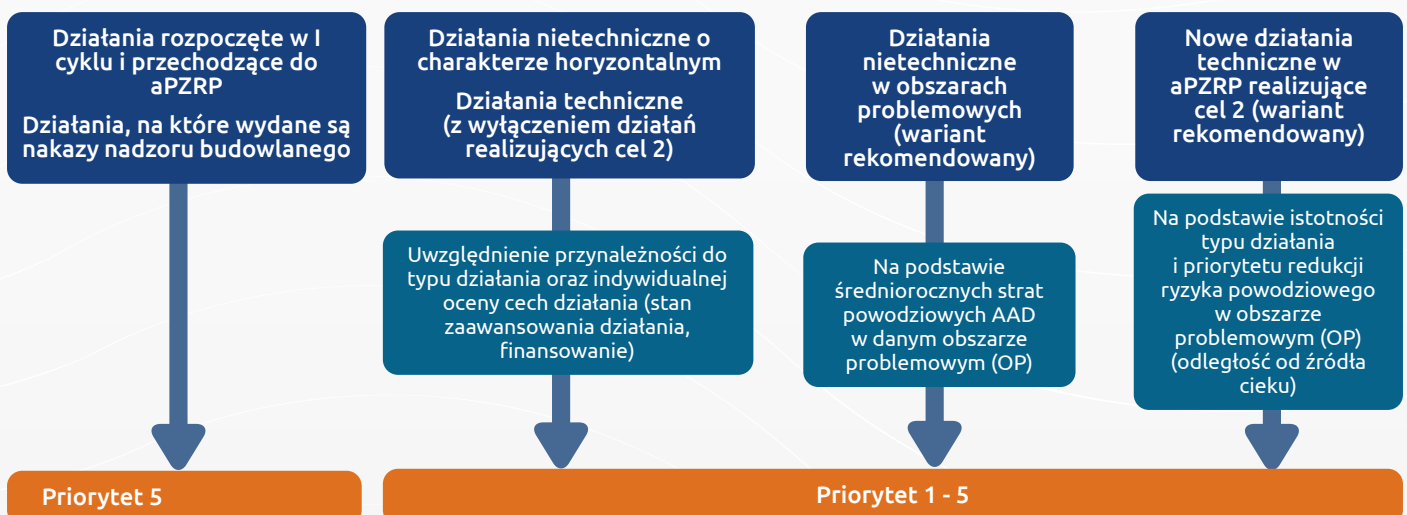 Działania rozpoczęte w I
cyklu i przechodzące do
aPZRP
Działania, na które wydane są
nakazy nadzoru budowlanego
Działania nietechniczne o
charakterze horyzontalnym
Działania techniczne
(z wyłączeniem działań
realizujących cel 2)
Działania
nietechniczne
w obszarach
problemowych
(wariant
rekomendowany)
Nowe działania
techniczne w
aPZRP realizujące
cel 2 (wariant
rekomendowany)
Uwzględnienie przynależności do
typu działania oraz indywidualnej
oceny cech działania (stan
zaawansowania działania,
finansowanie)
Na podstawie
średniorocznych strat
powodziowych AAD
w danym obszarze
problemowym (OP)
Na podstawie istotności
typu działania
i priorytetu redukcji
ryzyka powodziowego
w obszarze
problemowym (OP)
(odległość od źródła
cieku)
Priorytet 5
Priorytet 1 - 5